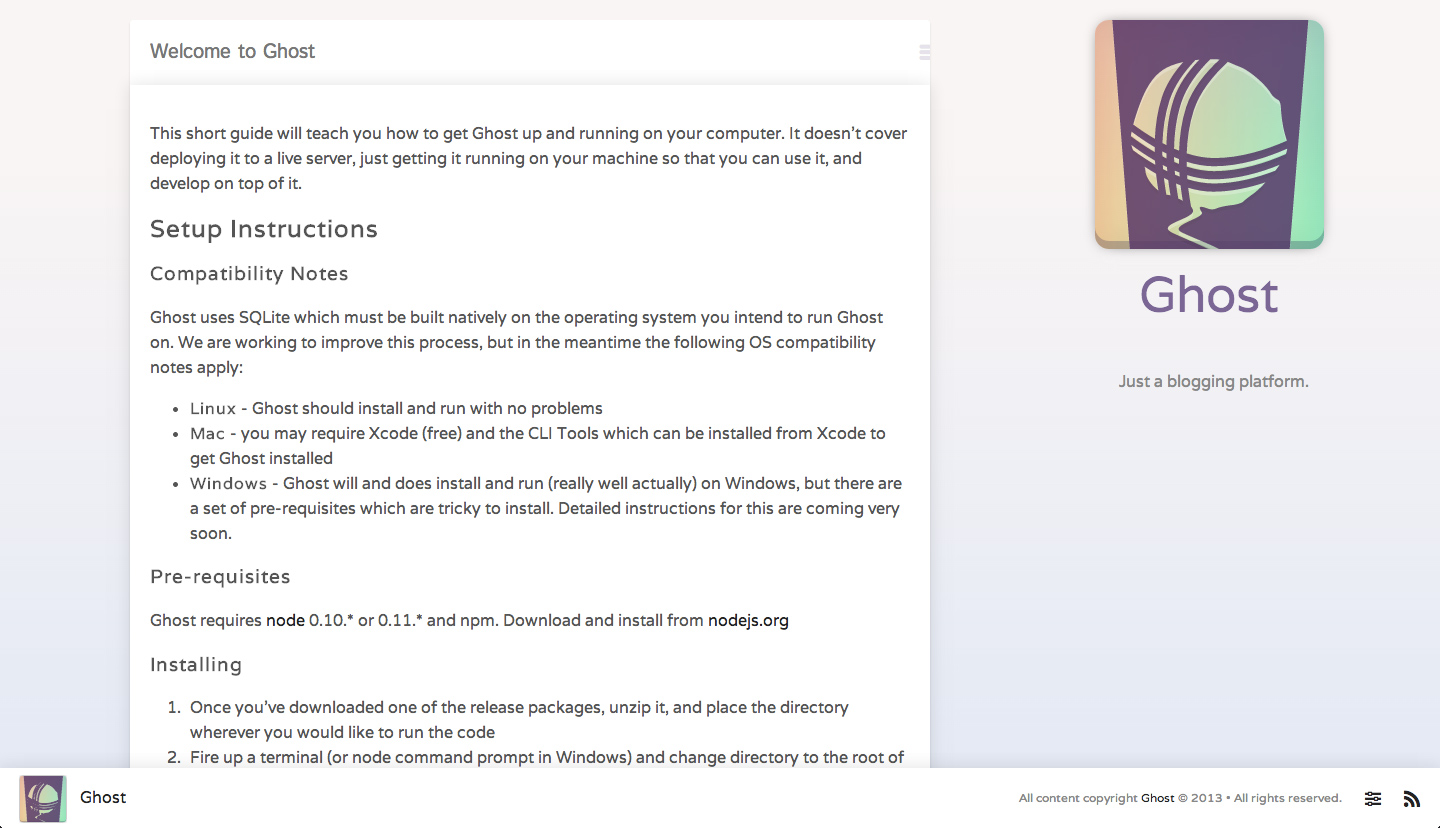 Welcome to Ghost
This short guide will teach you how to get Ghost up and running on your computer. It doesn’t cover
deploying it to a live server, just getting it running on your machine so that you can use it, and
develop on top of it.
Setup Instructions
Compatibility Notes
Ghost uses SQLite which must be built natively on the operating system you intend to run Ghost
on. We are working to improve this process, but in the meantime the following OS compatibility
notes apply:
• Linux - Ghost should install and run with no problems
• Mac - you may require Xcode (free) and the CLI Tools which can be installed from Xcode to
get Ghost installed
• Windows - Ghost will and does install and run (really well actually) on Windows, but there are
a set of pre-requisites which are tricky to install. Detailed instructions for this are coming very
soon.
Pre-requisites
Ghost requires node 0.10.* or 0.11.* and npm. Download and install from nodejs.org
Installing
1. Once you’ve downloaded one of the release packages, unzip it, and place the directory
wherever you would like to run the code
2. Fire up a terminal (or node command prompt in Windows) and change directory to the root of
Ghost
Just a blogging platform.
Ghost
All content copyright Ghost © 2013 • All rights reserved.